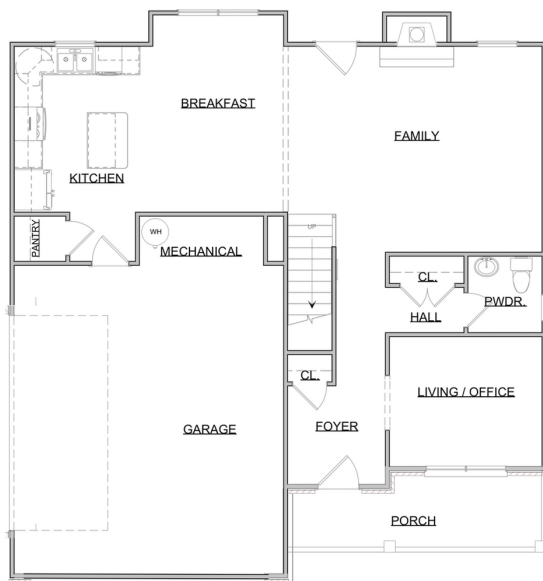 BREAKFAST
FAMILY
KITCHEN
PANTRY
WH
MECHANICAL
UP
CL.
PWDR.
HALL
CL.
LIVING / OFFICE
GARAGE
FOYER
PORCH